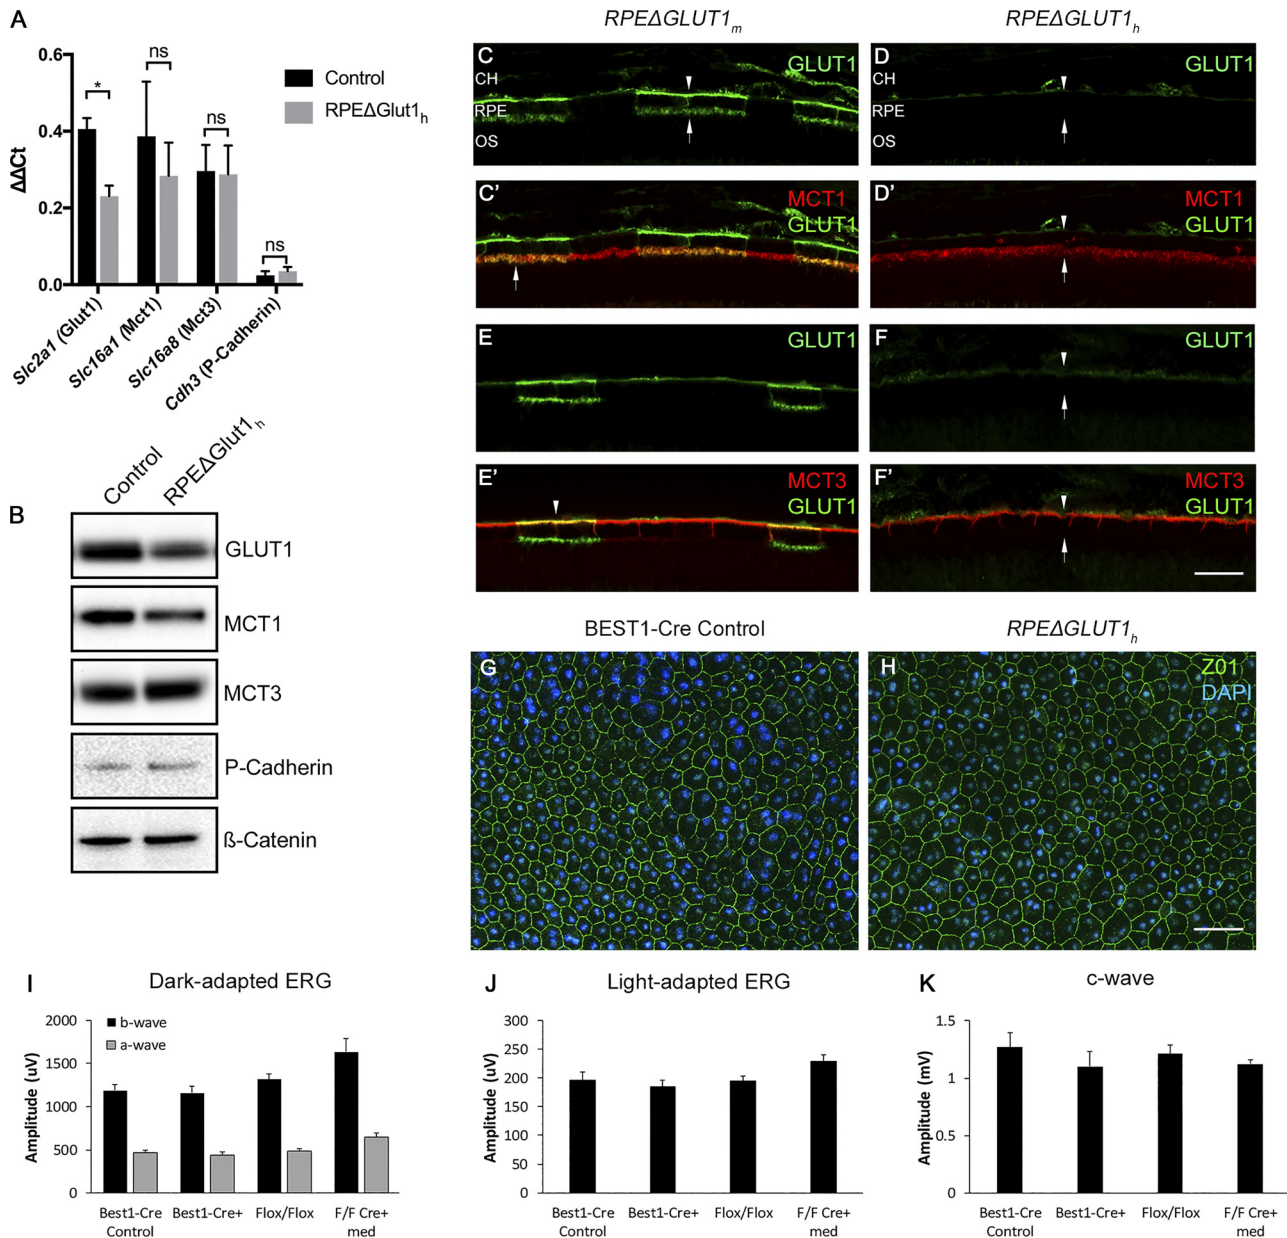 A
0.6
0.4
0.2
0.0
ΔΔCt
*
ns
ns
ns
Control
RPEΔGlut1h
Slc2a1 (Glut1)
Slc16a1 (Mct1)
Slc16a8 (Mct3)
Cdh3 (P-Cadherin)
B
Control
RPEΔGlut1h
GLUT1
MCT1
MCT3
P-Cadherin
ß-Catenin
RPEΔGLUT1m
RPEΔGLUT1h
C
GLUT1
CH
RPE
OS
D
GLUT1
CH
RPE
OS
C'
MCT1
GLUT1
D'
MCT1
GLUT1
E
GLUT1
F
GLUT1
E'
MCT3
GLUT1
F'
MCT3
GLUT1
BEST1-Cre Control
RPEΔGLUT1h
G
H
Z01
DAPI
I
Dark-adapted ERG
Amplitude (uV)
2000
1500
1000
500
0
b-wave
a-wave
Best1-Cre
Control
Best1-Cre+
Flox/Flox
F/F Cre+
med
J
Light-adapted ERG
Amplitude (uV)
300
250
200
150
100
50
0
Best1-Cre
Control
Best1-Cre+
Flox/Flox
F/F Cre+
med
K
c-wave
Amplitude (mV)
1.5
1
0.5
0
Best1-Cre
Control
Best1-Cre+
Flox/Flox
F/F Cre+
med